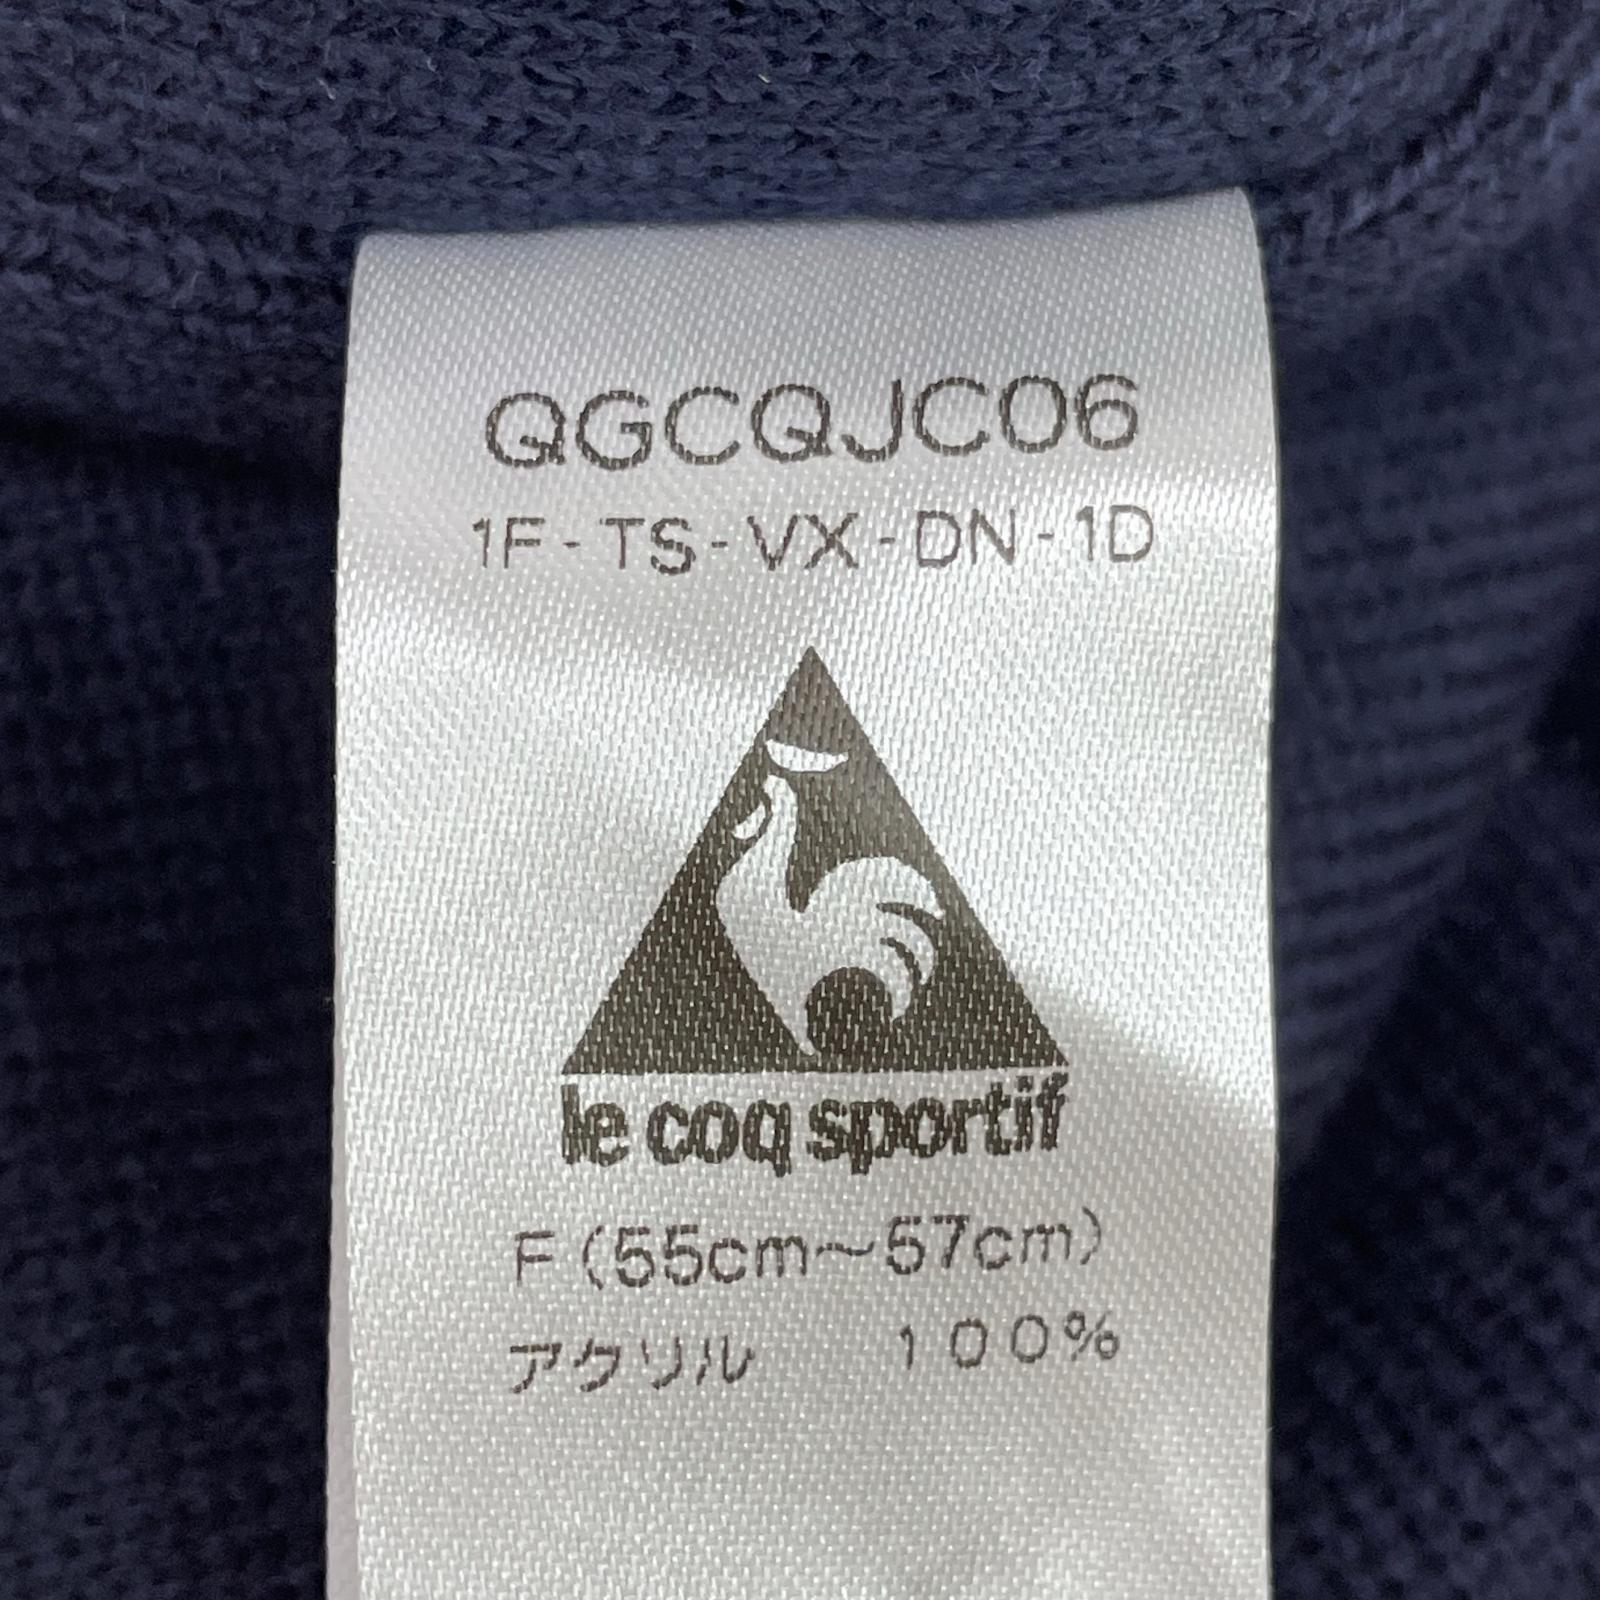 QGCQJC06
1F-TS-VX-DN-1D
le coq sportif
F(55cm〜57cm)
アクリル 100%